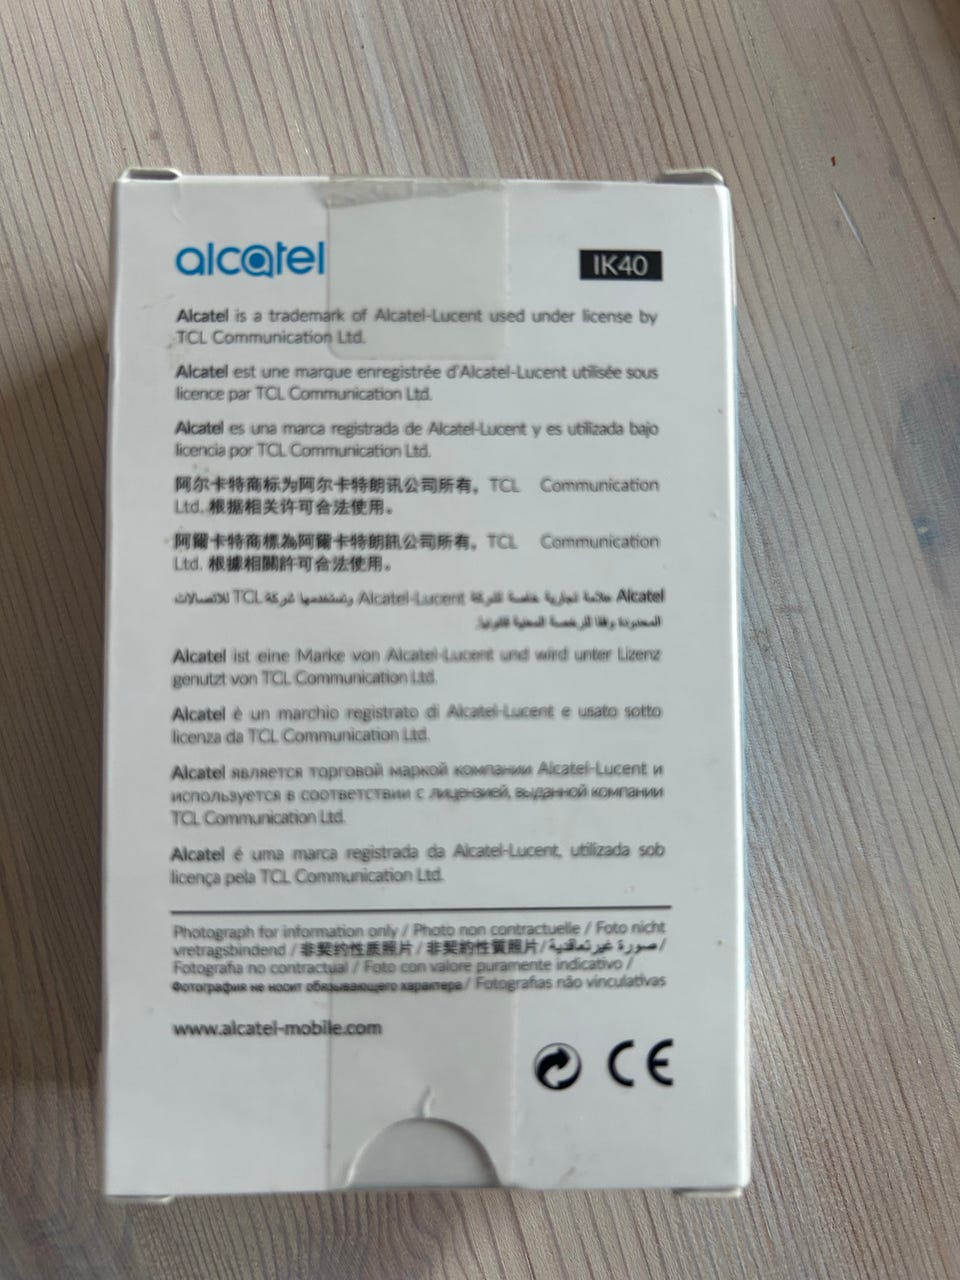 alcatel
IK40
Alcatel is a trademark of Alcatel-Lucent used under license by
TCL Communication Ltd.
Alcatel est une marque enregistrée d'Alcatel-Lucent utilisée sous
licence par TCL Communication Ltd.
Alcatel es una marca registrada de Alcatel-Lucent y es utilizada bajo
licencia por TCL Communication Ltd.
阿尔卡特商标为阿尔卡特朗讯公司所有，TCL Communication
Ltd. 根据相关许可合法使用。
阿爾卡特商標為阿爾卡特朗訊公司所有，TCL Communication
Ltd. 根據相關許可合法使用。
Alcatel علامة تجارية خاصة لشركة Alcatel-Lucent وتستخدمها شركة TCL للاتصالات
المحدودة وفقا للرخصة
Alcatel ist eine Marke von Alcatel-Lucent und wird unter Lizenz
genutzt von TCL Communication Ltd.
Alcatel è un marchio registrato di Alcatel-Lucent e usato sotto
licenza da TCL Communication Ltd.
Alcatel является торговой маркой компании Alcatel-Lucent и
используется в соответствии с лицензией, выданной компании
TCL Communication Ltd.
Alcatel é uma marca registrada da Alcatel-Lucent, utilizada sob
licença pela TCL Communication Ltd.
Photograph for information only / Photo non contractuelle / Foto nicht
vretragsbindend / 非契约性质照片 / 非契約性質照片 / صورة غير تعاقدية /
Fotografia no contractual / Foto con valore puramente indicativo /
Фотография не носит обязывающего характера / Fotografias não vinculativas
www.alcatel-mobile.com
CE